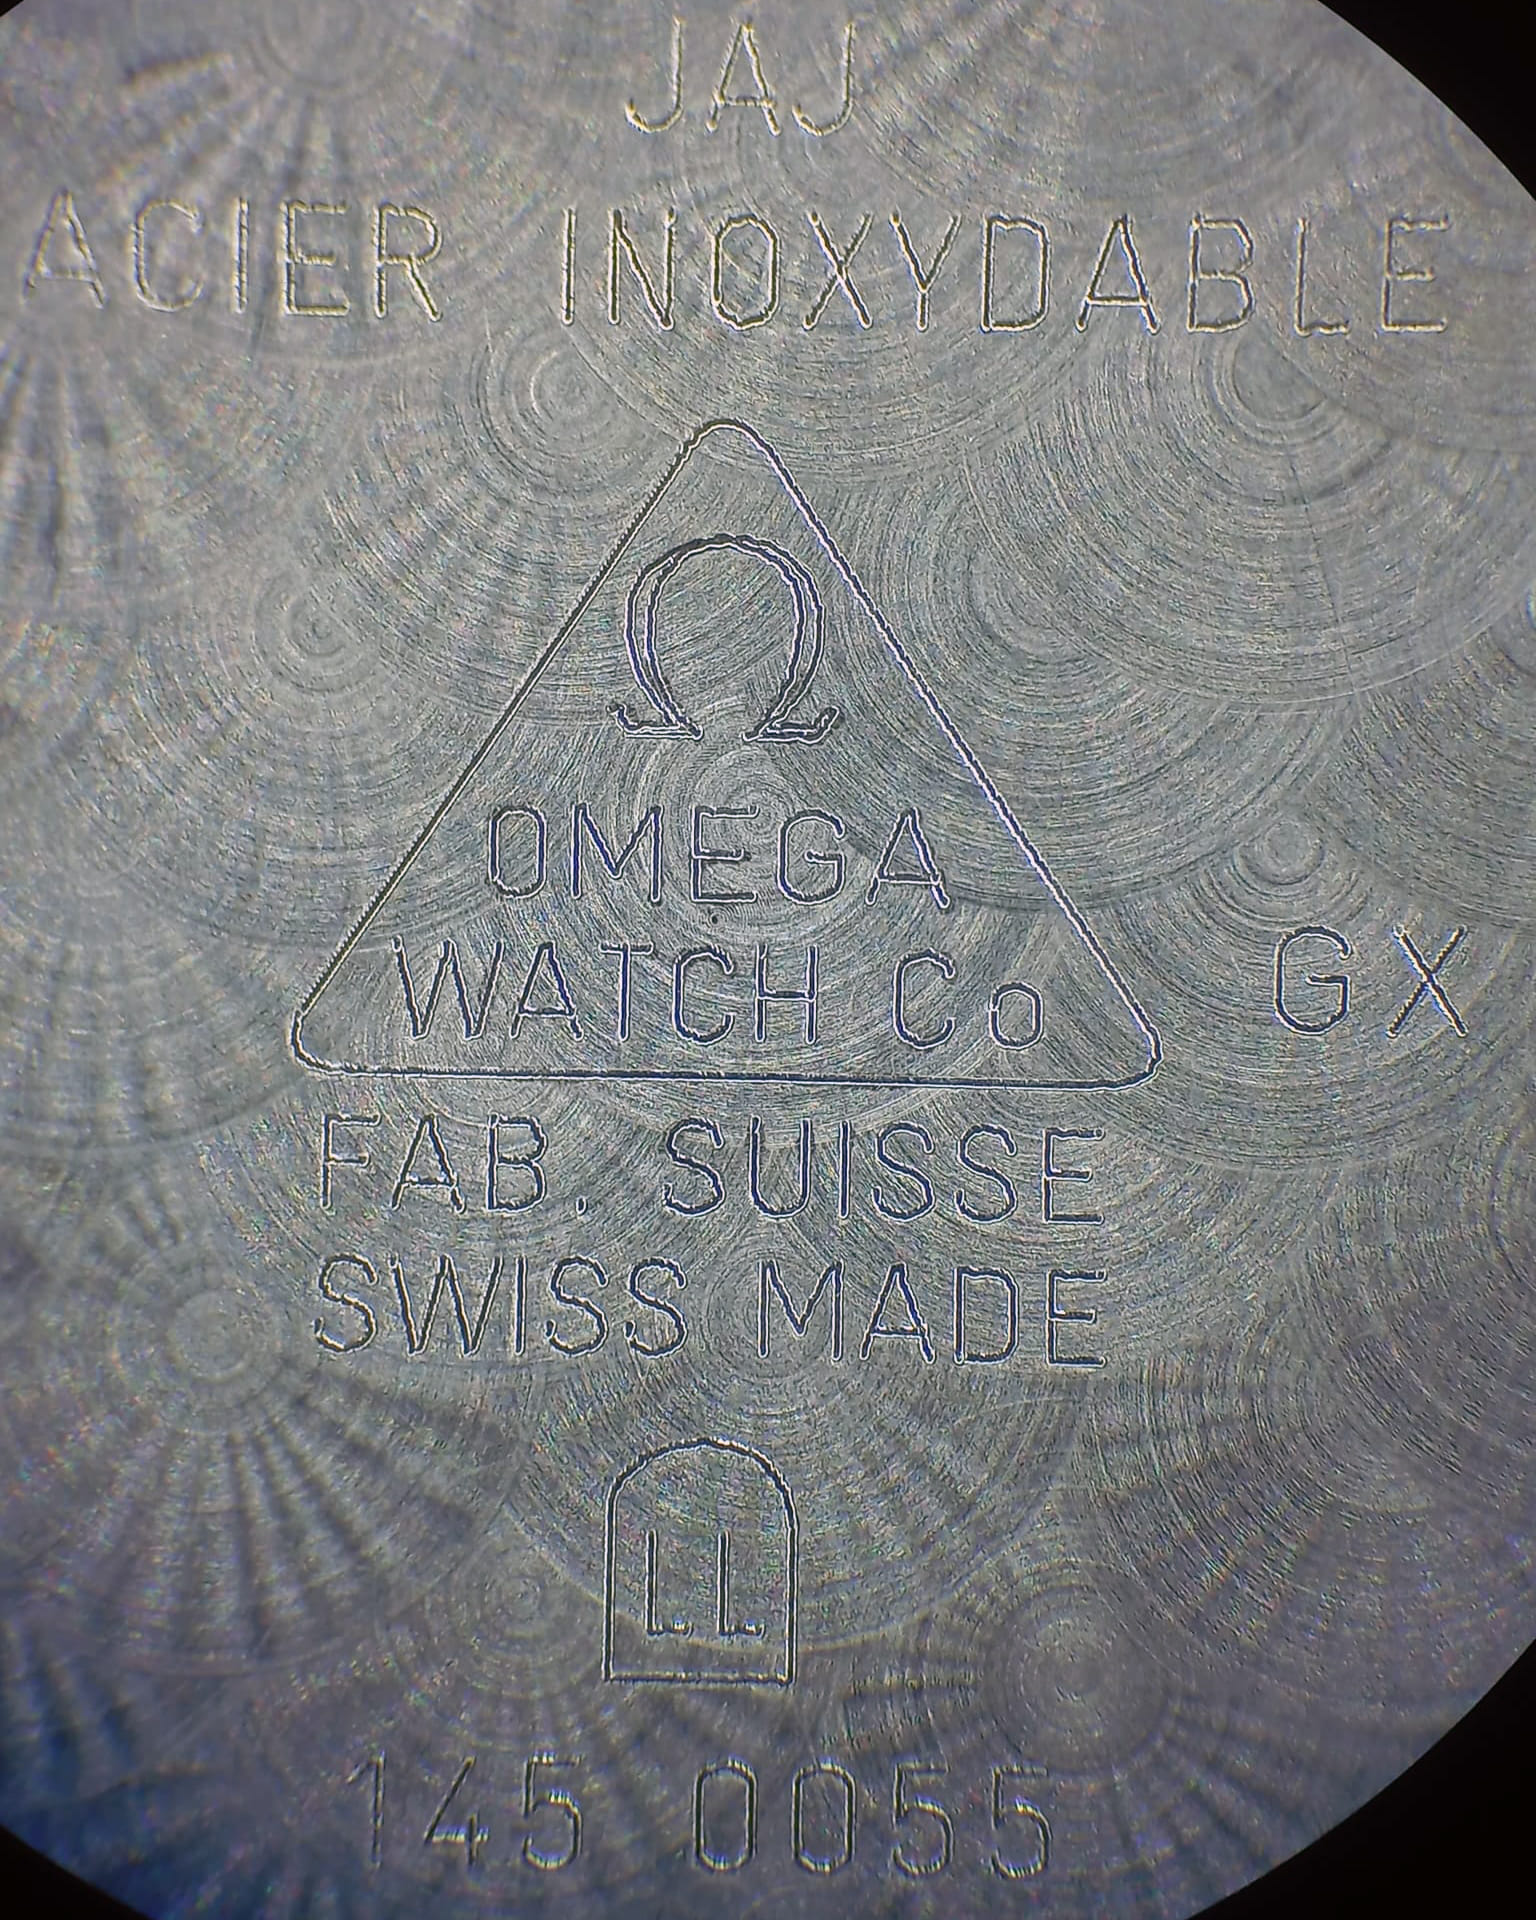 JAJ
ACIER INOXYDABLE
Ω
OMEGA
WATCH Co
GX
FAB. SUISSE
SWISS MADE
LL
145 0055